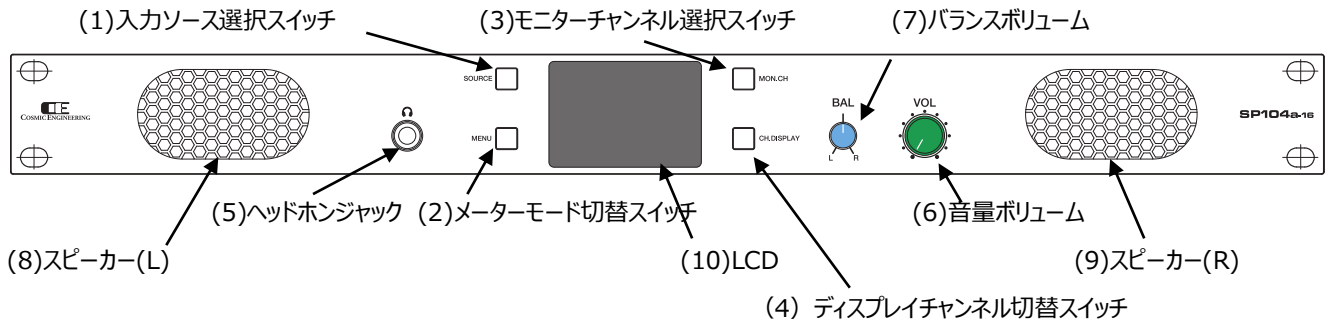 (1)入力ソース選択スイッチ (3)モニターチャンネル選択スイッチ (7)バランスボリューム
SOURCE MON.CH
BAL VOL
COSMIC ENGINEERING SP104a-16
MENU CH.DISPLAY
L R
(5)ヘッドホンジャック (2)メーターモード切替スイッチ (6)音量ボリューム
(8)スピーカー(L) (10)LCD (9)スピーカー(R)
(4) ディスプレイチャンネル切替スイッチ